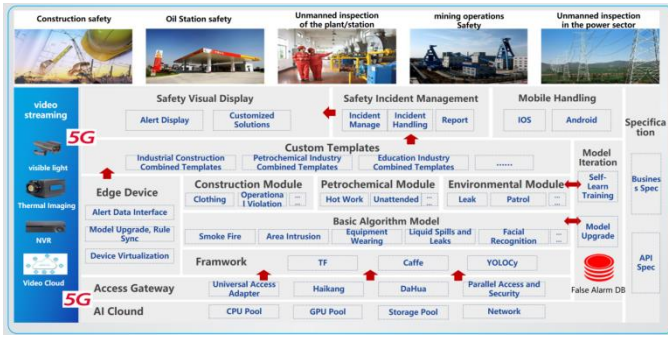 Construction safety
Oil Station safety
Unmanned inspection
of the plant/station
mining operations
Safety
Unmanned inspection
in the power sector
video
streaming
5G
visible light
Thermal Imaging
NVR
Video Cloud
5G
Safety Visual Display
Alert Display
Customized
Solutions
Safety Incident Management
Incident
Manage
Incident
Handling
Report
Mobile Handling
IOS
Android
Specifica
tion
Busines
s Spec
API
Spec
Custom Templates
Industrial Construction
Combined Templates
Petrochemical Industry
Combined Templates
Education Industry
Combined Templates
......
Model
Iteration
Self-
Learn
Training
Model
Upgrade
False Alarm DB
Edge Device
Alert Data Interface
Model Upgrade, Rule
Sync
Device Virtualization
Construction Module
Clothing
Operationa
l Violation
...
...
Petrochemical Module
Hot Work
Unattended
...
...
Environmental Module
Leak
Patrol
...
...
Basic Algorithm Model
Smoke Fire
Area Intrusion
Equipment
Wearing
Liquid Spills and
Leaks
Facial
Recognition
...
...
Framwork
TF
Caffe
YOLOCy
Access Gateway
Universal Access
Adapter
Haikang
DaHua
Parallel Access and
Security
AI Clound
CPU Pool
GPU Pool
Storage Pool
Network